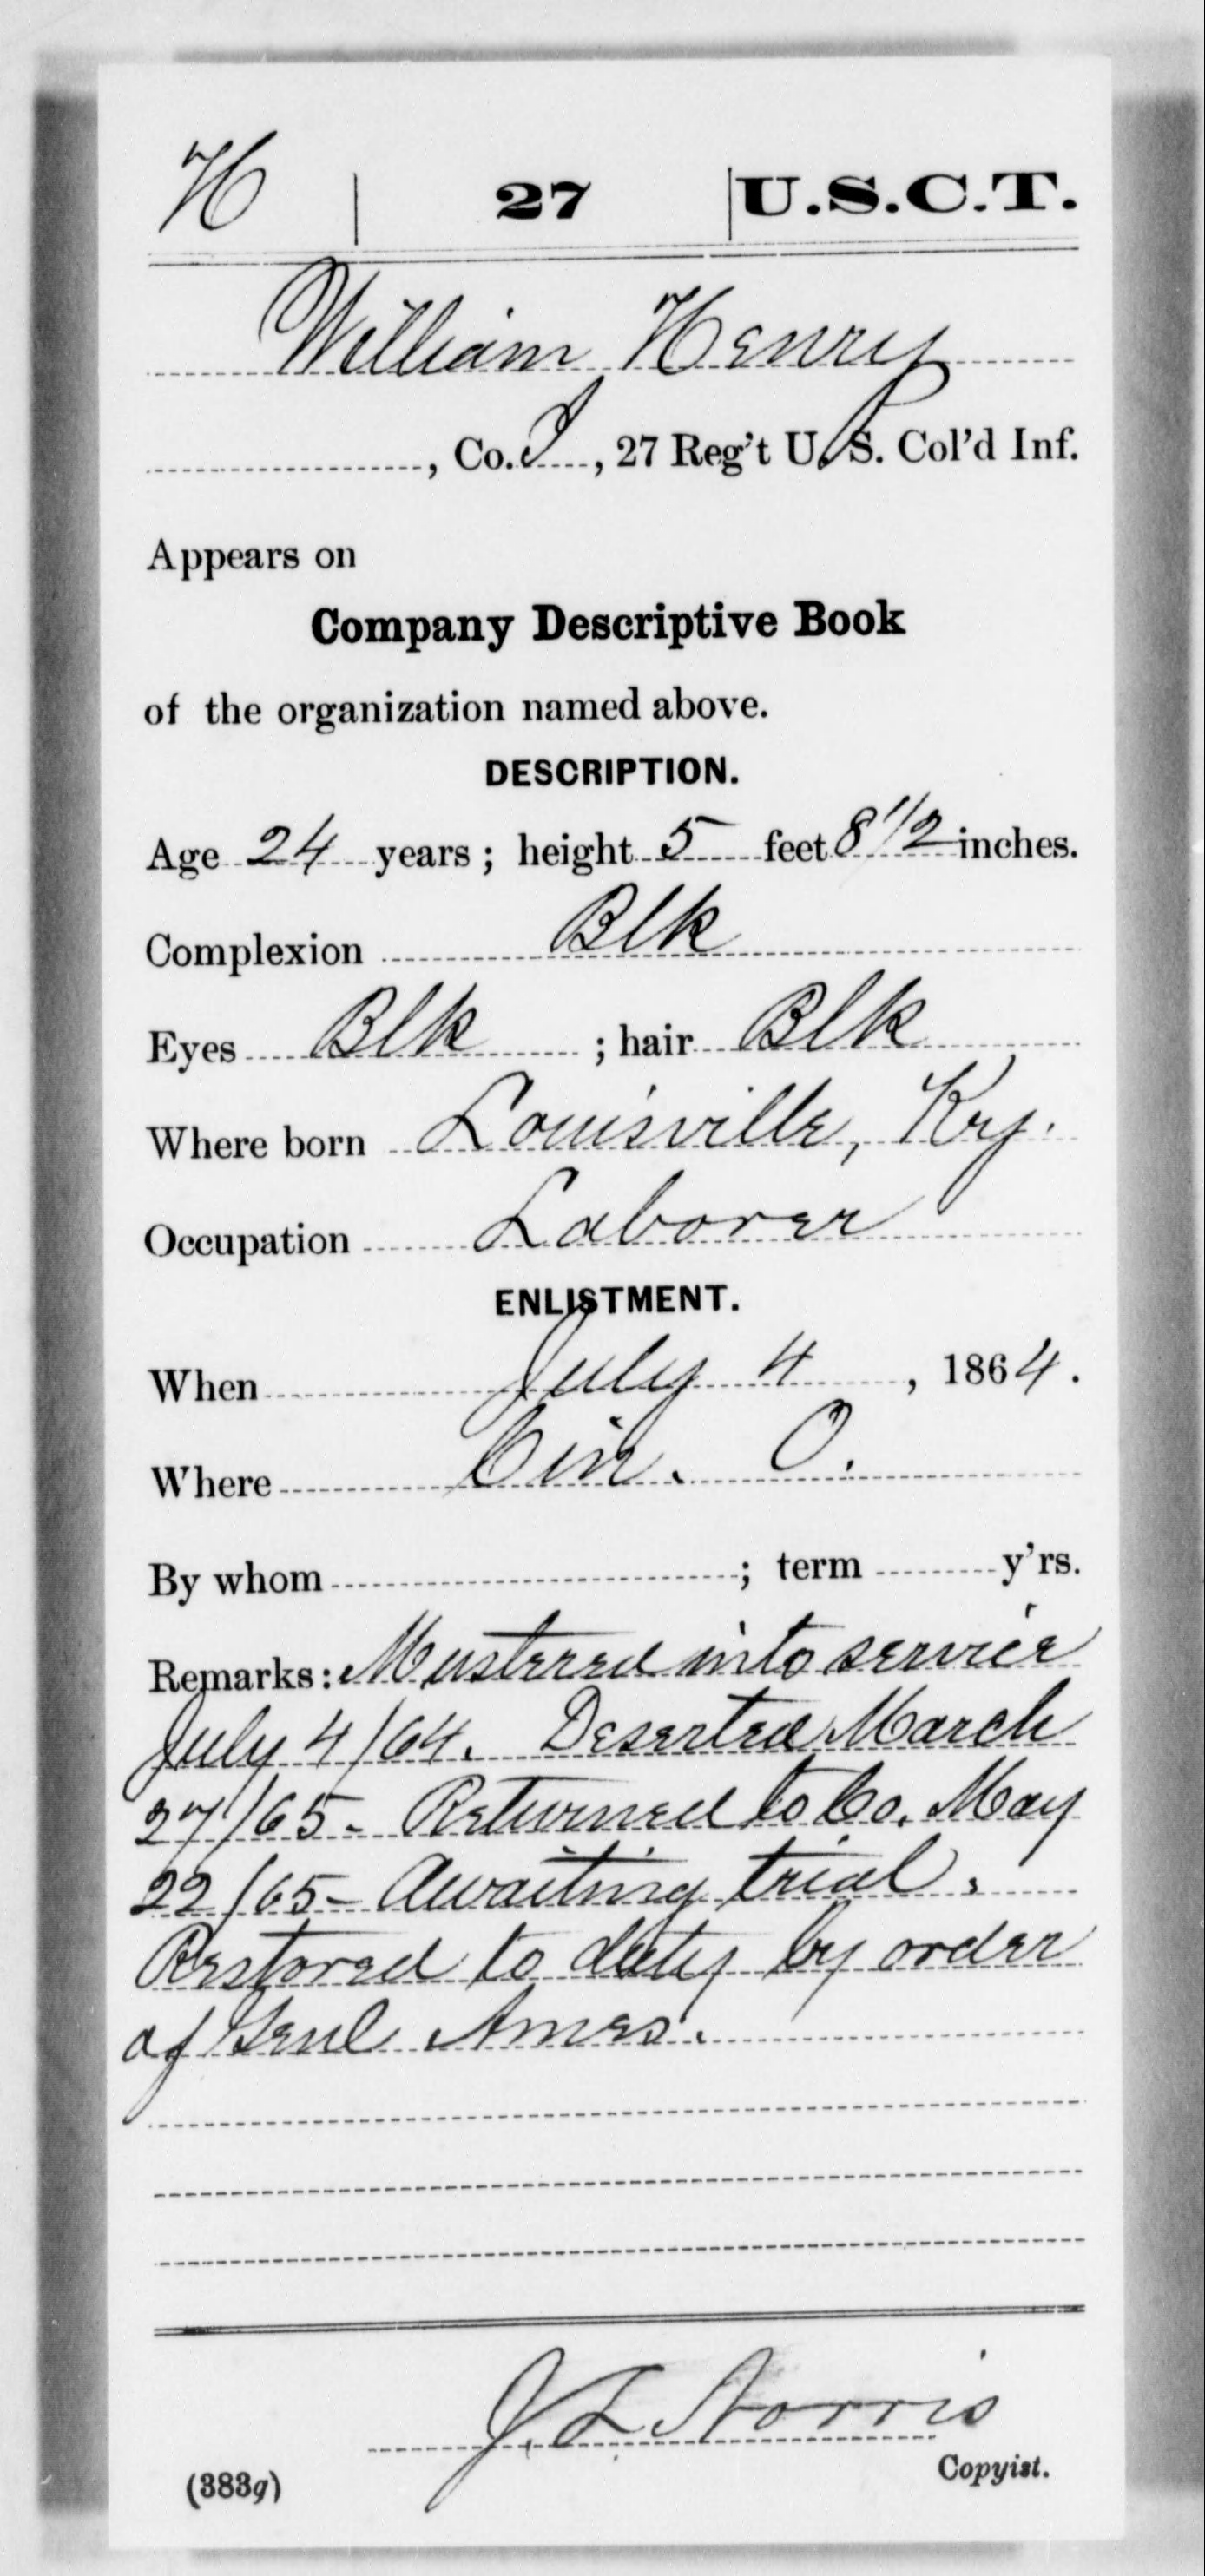 H | 27 | U.S.C.T.
William Henry
, Co. I, 27 Reg't U. S. Col'd Inf.
Appears on
Company Descriptive Book
of the organization named above.
DESCRIPTION.
Age 24 years; height 5 feet 8 1/2 inches.
Complexion Blk
Eyes Blk ; hair Blk
Where born Louisville, Ky.
Occupation Laborer
ENLISTMENT.
When July 4, 1864.
Where Cin. O.
By whom ; term y'rs.
Remarks: Mustered into service
July 4/64. Deserted March
27/65 - Returned to Co. May
22/65 - Awaiting trial.
Restored to duty by order
of Genl Ames.
Norris
Copyist.
(383g)